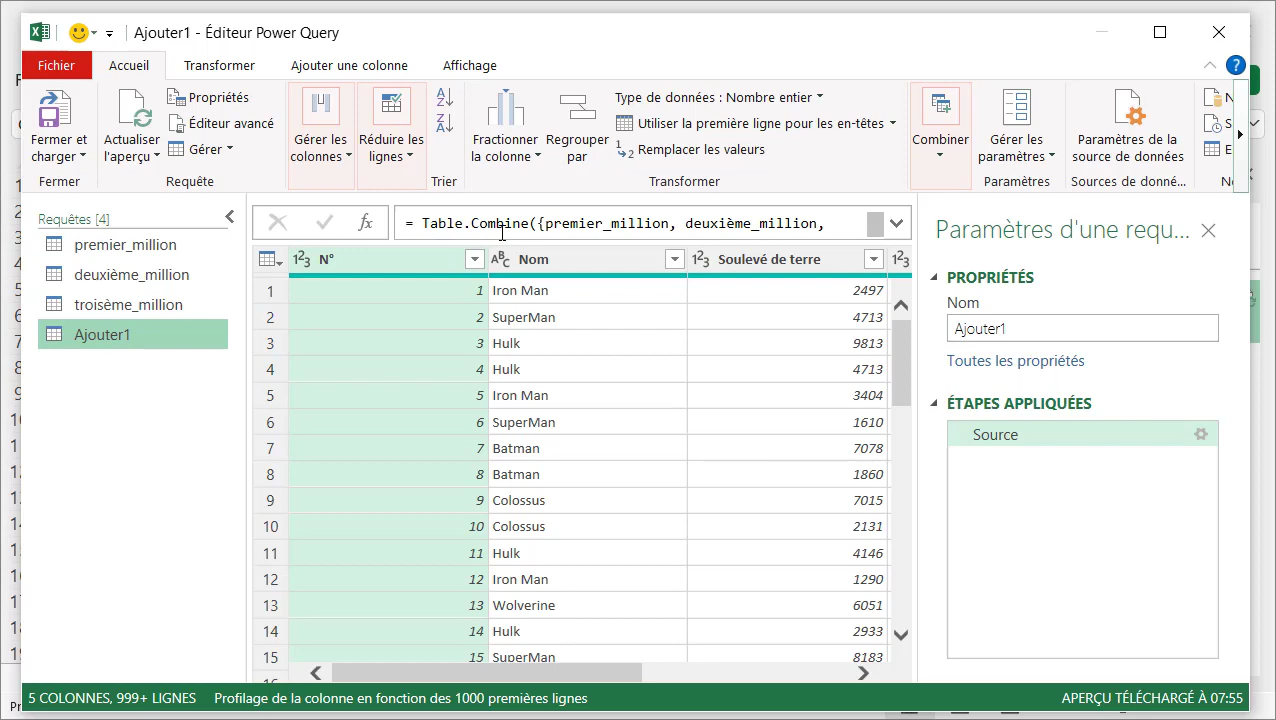 Ajouter1 - Éditeur Power Query
Fichier
Accueil
Transformer
Ajouter une colonne
Affichage
Fermer et
charger
Actualiser
l'aperçu
Propriétés
Éditeur avancé
Gérer
Gérer les
colonnes
Réduire les
lignes
Fractionner
la colonne
Regrouper
par
Type de données : Nombre entier
Utiliser la première ligne pour les en-têtes
Remplacer les valeurs
Combiner
Gérer les
paramètres
Paramètres de la
source de données
Fermer
Requête
Trier
Transformer
Paramètres
Sources de données...
Requêtes [4]
premier_million
deuxième_million
troisème_million
Ajouter1
= Table.Combine({premier_million, deuxième_million,
N° Nom Soulevé de terre
1 1 Iron Man 2497
2 2 SuperMan 4713
3 3 Hulk 9813
4 4 Hulk 4713
5 5 Iron Man 3404
6 6 SuperMan 1610
7 7 Batman 7078
8 8 Batman 1860
9 9 Colossus 7015
10 10 Colossus 2131
11 11 Hulk 4146
12 12 Iron Man 1290
13 13 Wolverine 6051
14 14 Hulk 2933
15 15 SuperMan 8183
Paramètres d'une requ...
PROPRIÉTÉS
Nom
Ajouter1
Toutes les propriétés
ÉTAPES APPLIQUÉES
Source
5 COLONNES, 999+ LIGNES
Profilage de la colonne en fonction des 1000 premières lignes
APERÇU TÉLÉCHARGÉ À 07:55